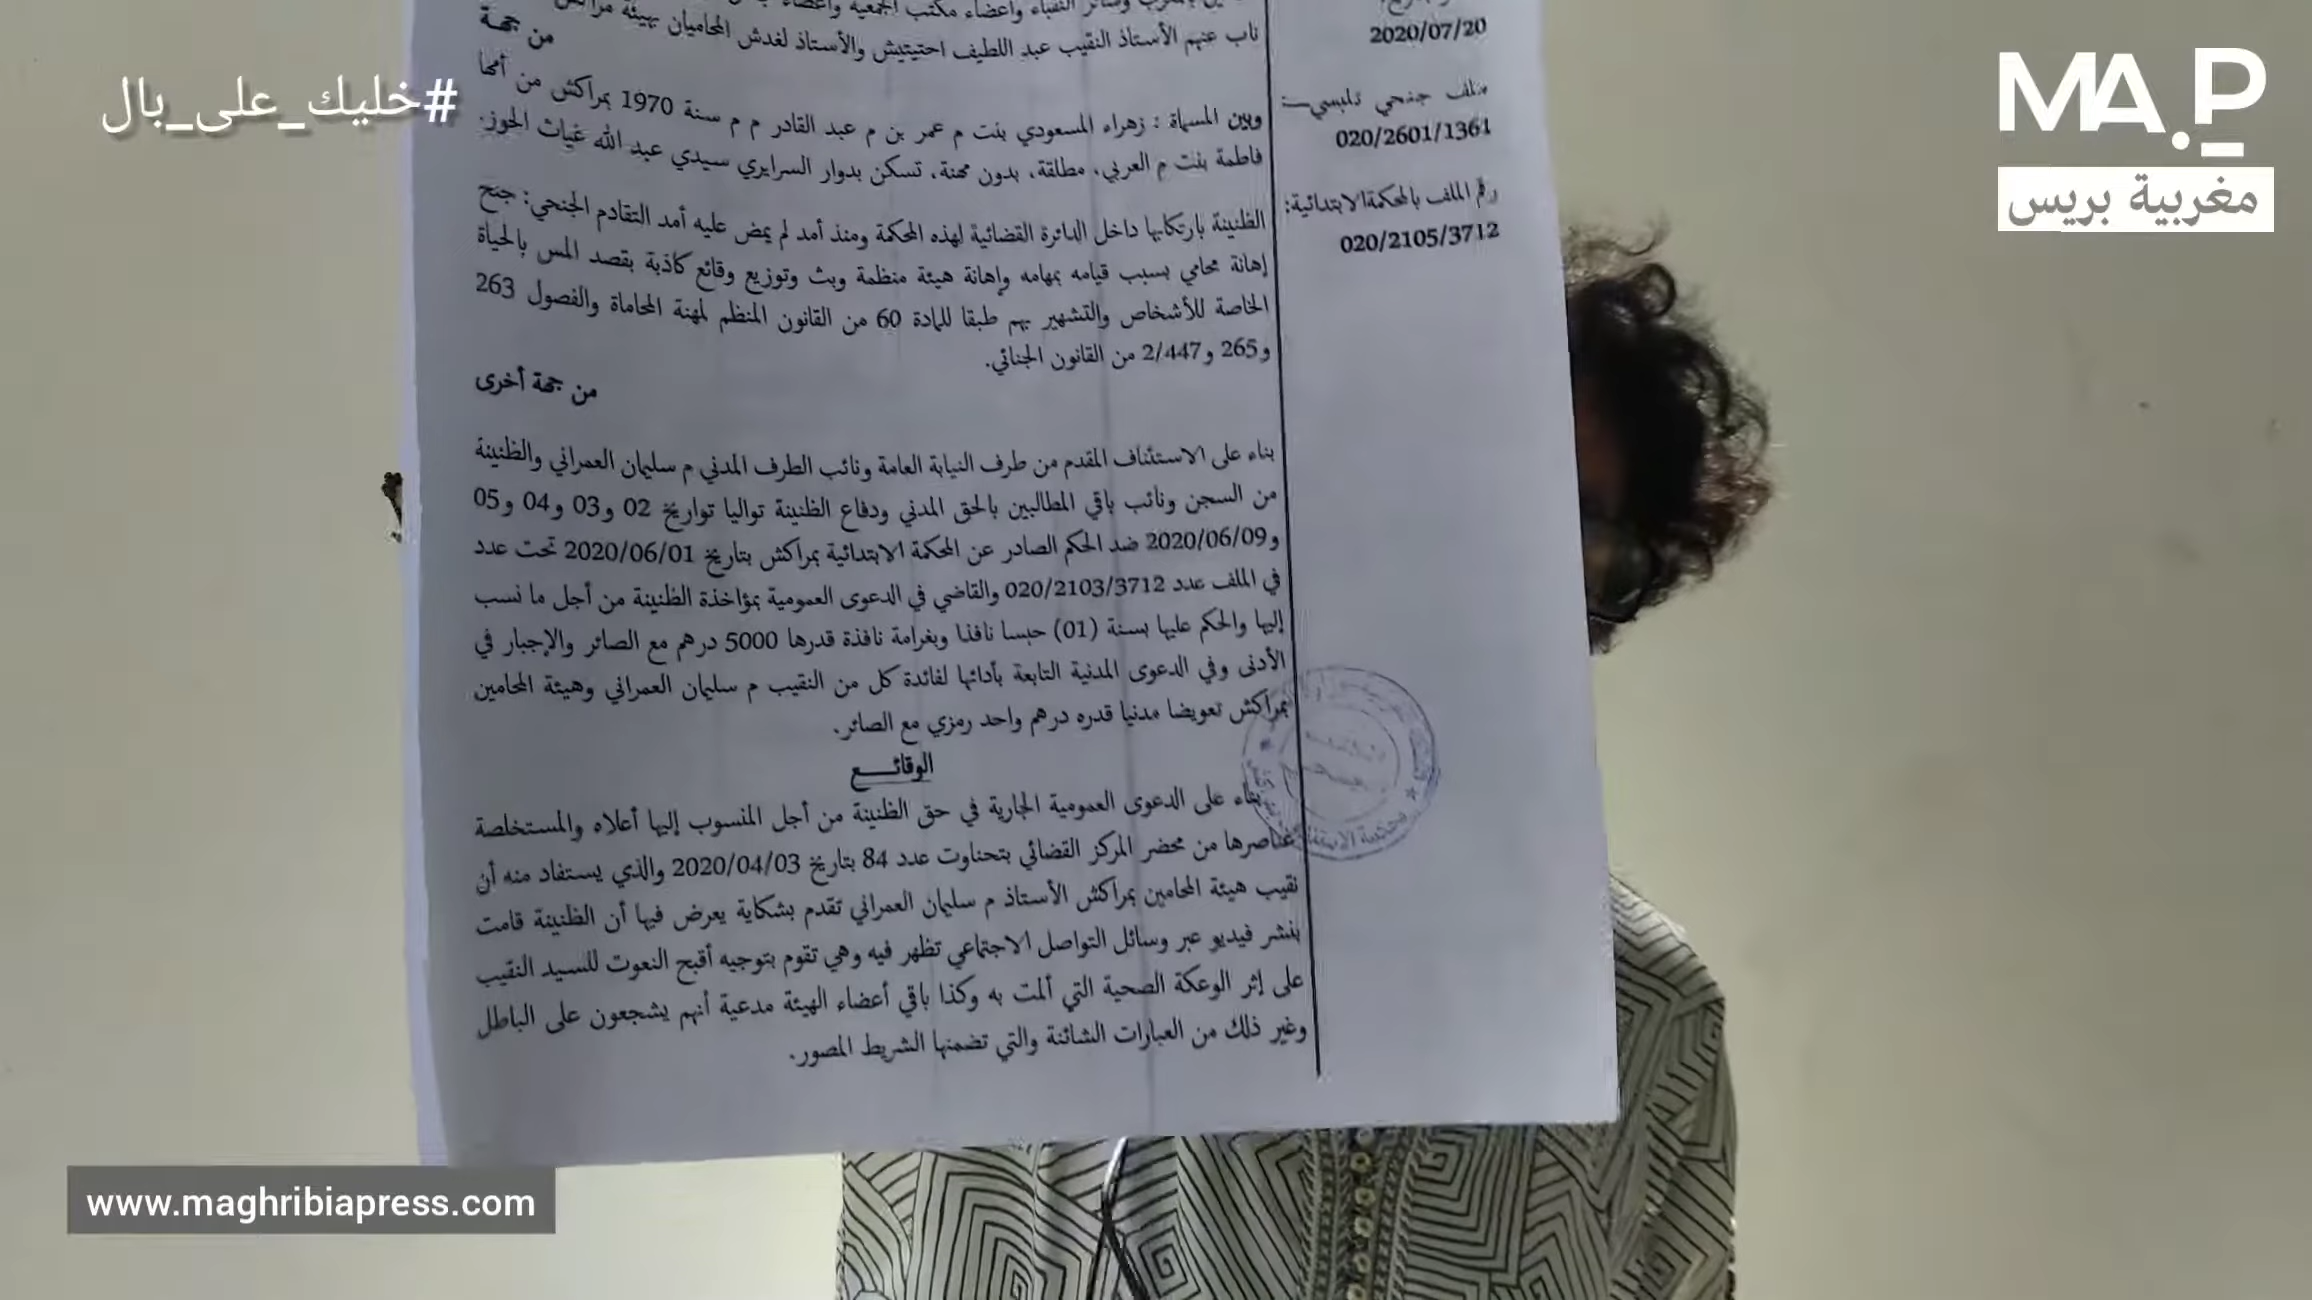 #خليك_على_بال
MA.P
مغربية بريس
2020/07/20
ملف جنحي تلبسي
020/2601/1361
رقم الملف بالمحكمة الابتدائية:
020/2105/3712
وسائر النقباء وأعضاء مكتب الجمعية وأعضاء
ناب عنهم الأستاذ النقيب عبد اللطيف احتيتيش والأستاذ لغدش المحاميان بهيئة مراكش
من جهة
وبين المسماة : زهراء المسعودي بنت م عمر بن م عبد القادر م م سنة 1970 بمراكش من أمها
فاطمة بنت م العربي، مطلقة، بدون مهنة، تسكن بدوار السرايري سيدي عبد الله غياث الحوز.
الظنينة بارتكابها داخل الدائرة القضائية لهذه المحكمة ومنذ أمد لم يمض عليه أمد التقادم الجنحي: جنح
إهانة محامي بسبب قيامه بمهامه وإهانة هيئة منظمة وبث وتوزيع وقائع كاذبة بقصد المس بالحياة
الخاصة للأشخاص والتشهير بهم طبقا للمادة 60 من القانون المنظم لمهنة المحاماة والفصول 263
و265 و2/447 من القانون الجنائي.
من جهة أخرى
بناء على الاستئناف المقدم من طرف النيابة العامة ونائب الطرف المدني م سليمان العمراني والظنينة
من السجن ونائب باقي المطالبين بالحق المدني ودفاع الظنينة تواليا تواريخ 02 و03 و04 و05
و2020/06/09 ضد الحكم الصادر عن المحكمة الابتدائية بمراكش بتاريخ 2020/06/01 تحت عدد
في الملف عدد 020/2103/3712 والقاضي في الدعوى العمومية بمؤاخذة الظنينة من أجل ما نسب
إليها والحكم عليها بسنة (01) حبسا نافذا وبغرامة نافذة قدرها 5000 درهم مع الصائر والإجبار في
الأدنى وفي الدعوى المدنية التابعة بأدائها لفائدة كل من النقيب م سليمان العمراني وهيئة المحامين
بمراكش تعويضا مدنيا قدره درهم واحد رمزي مع الصائر.
الوقائـــع
بناء على الدعوى العمومية الجارية في حق الظنينة من أجل المنسوب إليها أعلاه والمستخلصة
عناصرها من محضر المركز القضائي بتحناوت عدد 84 بتاريخ 2020/04/03 والذي يستفاد منه أن
نقيب هيئة المحامين بمراكش الأستاذ م سليمان العمراني تقدم بشكاية يعرض فيها أن الظنينة قامت
بنشر فيديو عبر وسائل التواصل الاجتماعي تظهر فيه وهي تقوم بتوجيه أقبح النعوت للسيد النقيب
على إثر الوعكة الصحية التي ألمت به وكذا باقي أعضاء الهيئة مدعية أنهم يشجعون على الباطل
وغير ذلك من العبارات الشائنة والتي تضمنها الشريط المصور.
www.maghribiapress.com